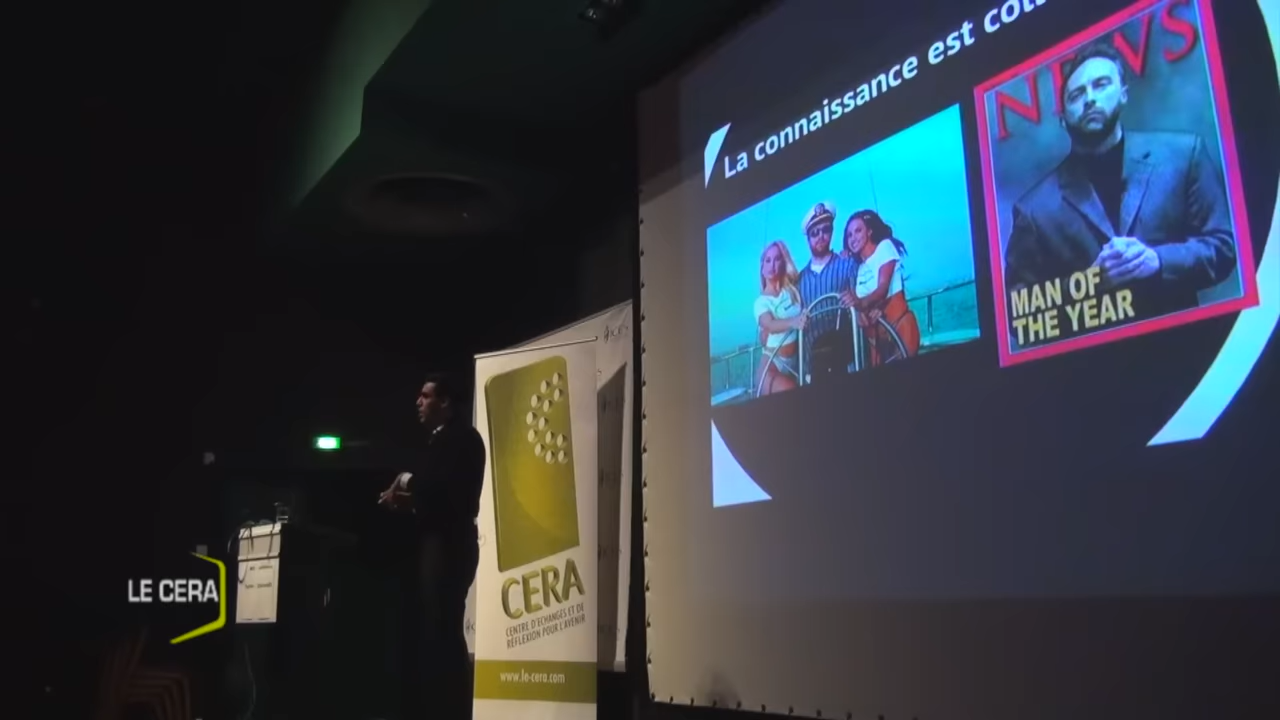 La connaissance est
NEWS
MAN OF
THE YEAR
CERA
CENTRE D'ÉCHANGES ET DE
RÉFLEXION POUR L'AVENIR
www.le-cera.com
LE CERA